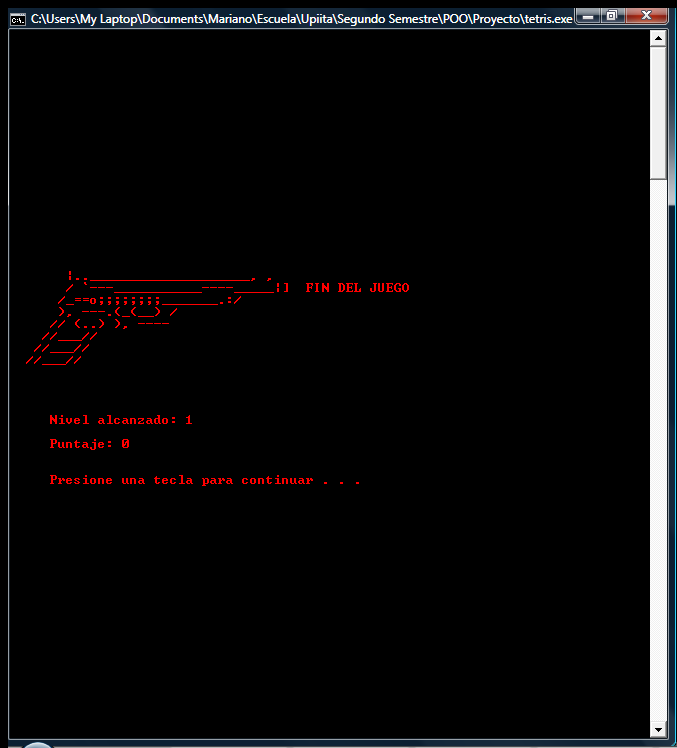 C:\Users\My Laptop\Documents\Mariano\Escuela\Upiita\Segundo Semestre\POO\Proyecto\tetris.exe
FIN DEL JUEGO
Nivel alcanzado: 1
Puntaje: 0
Presione una tecla para continuar . . .